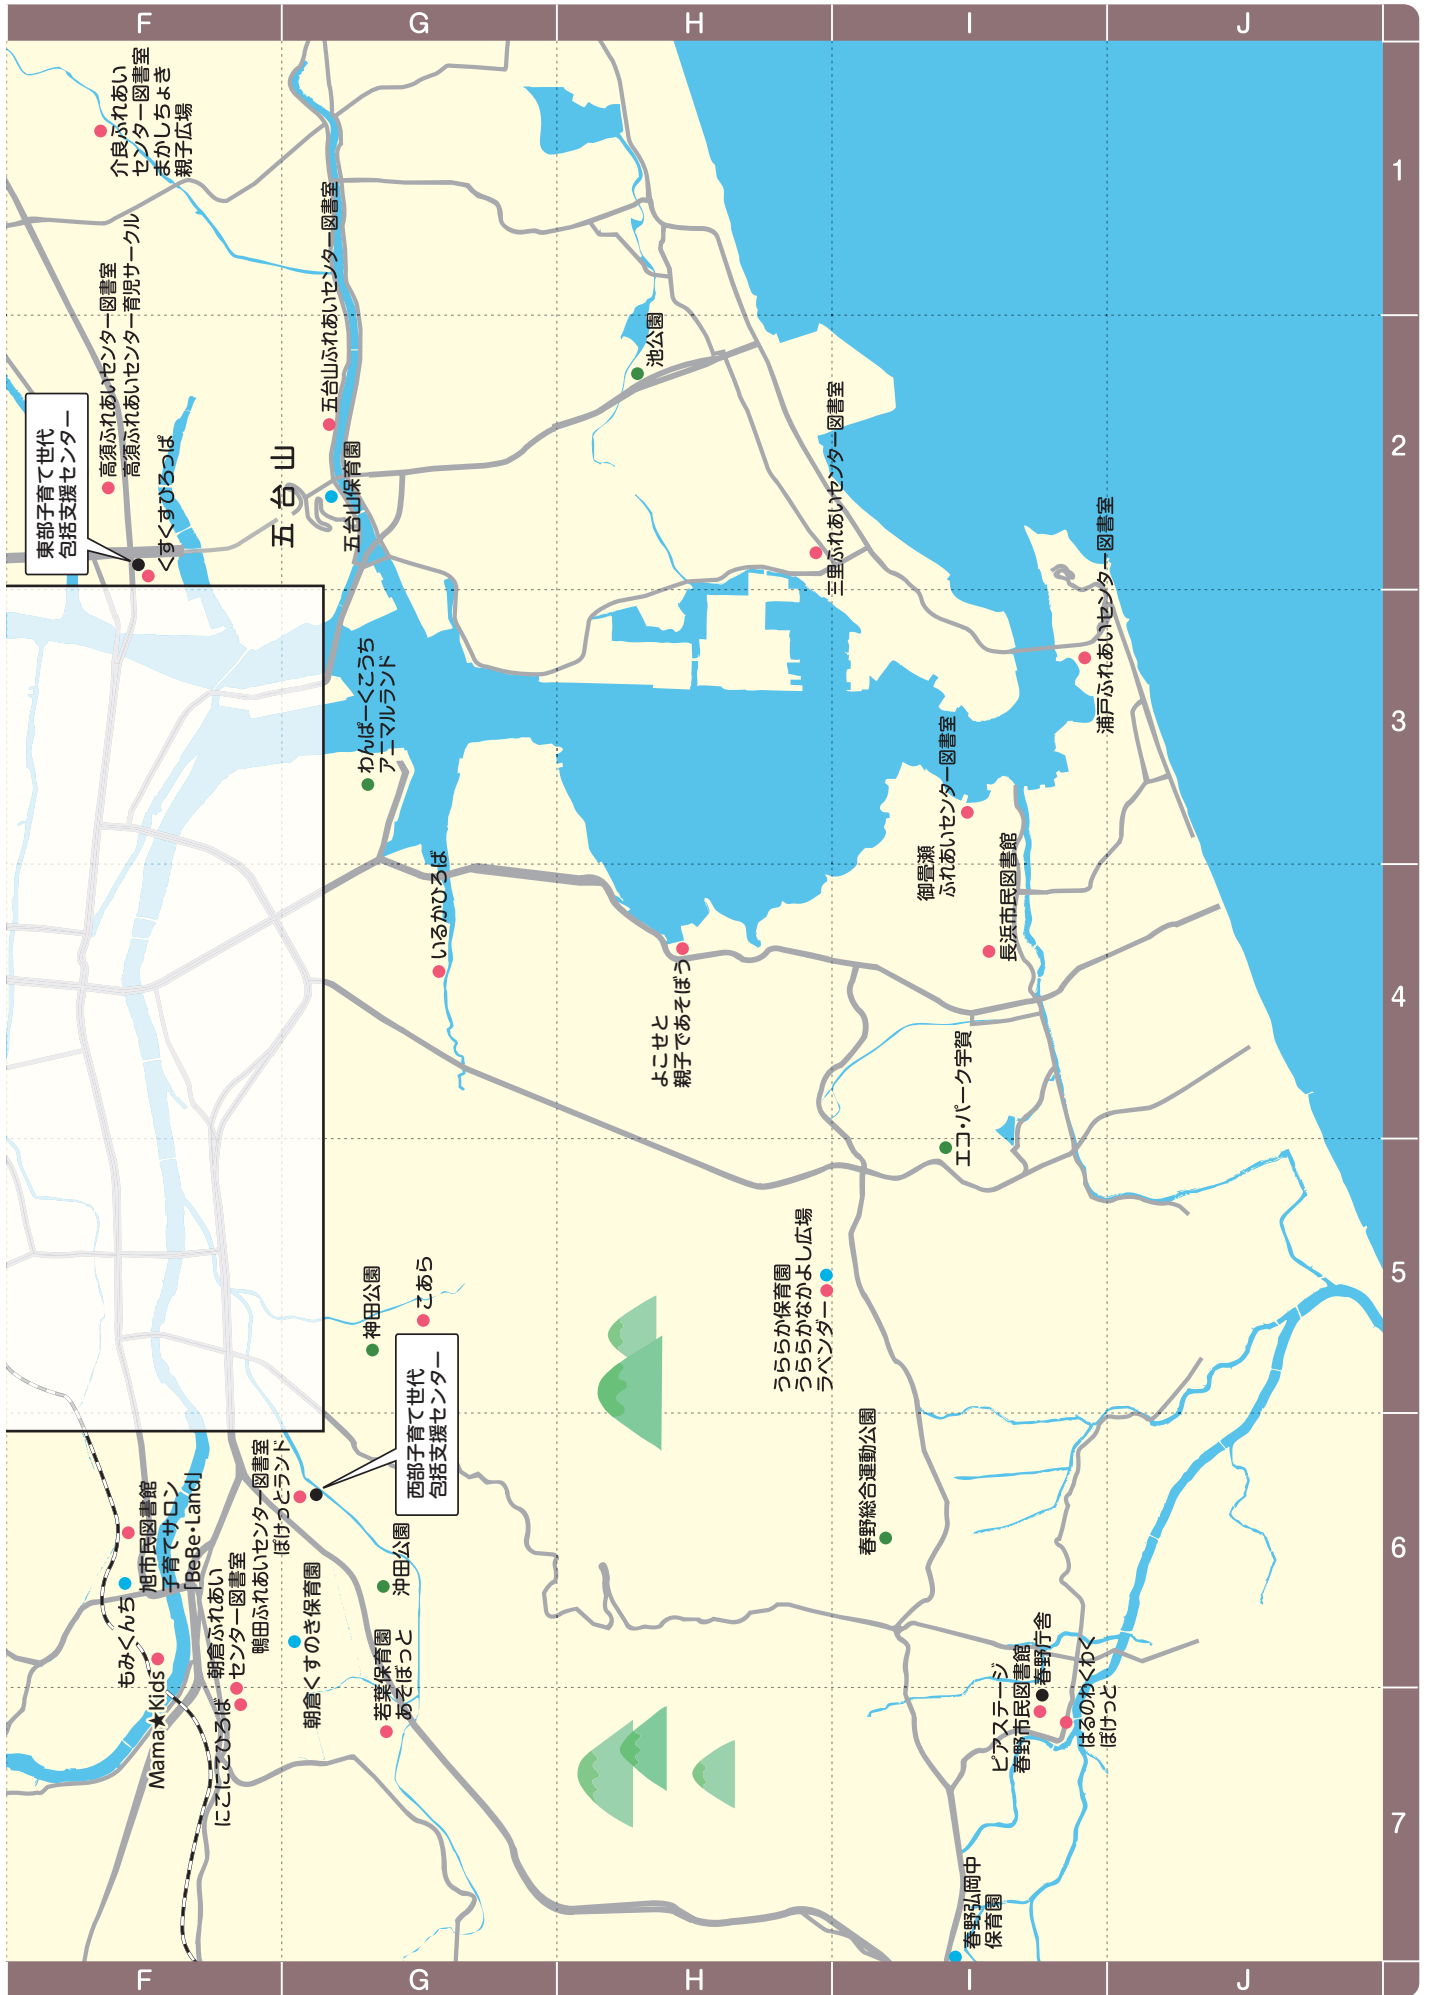 F
G
H
I
J
1
2
3
4
5
6
7
介良ふれあい
センター図書室
まかしちょき
親子広場
高須ふれあいセンター図書室
高須ふれあいセンター育児サークル
東部子育て世代
包括支援センター
くすくすひろっぱ
五台山ふれあいセンター図書室
五台山
五台山保育園
池公園
三里ふれあいセンター図書室
浦戸ふれあいセンター図書室
わんぱーくこうち
アニマルランド
御畳瀬
ふれあいセンター図書室
長浜市民図書館
いるかひろば
よこせと
親子であそぼう
エコ・パーク宇賀
神田公園
こあら
うららか保育園
うららかなかよし広場
ラベンダー
西部子育て世代
包括支援センター
春野総合運動公園
旭市民図書館
子育てサロン
「BeBe・Land」
もみくんち
Mama★Kids
鴨田ふれあいセンター図書室
ぽけっとランド
朝倉ふれあい
センター図書室
にこにこひろば
朝倉くすのき保育園
沖田公園
若葉保育園
あそぼっと
ピアステージ
春野市民図書館
春野庁舎
はるのわくわく
ぽけっと
春野弘岡中
保育園
F
G
H
I
J